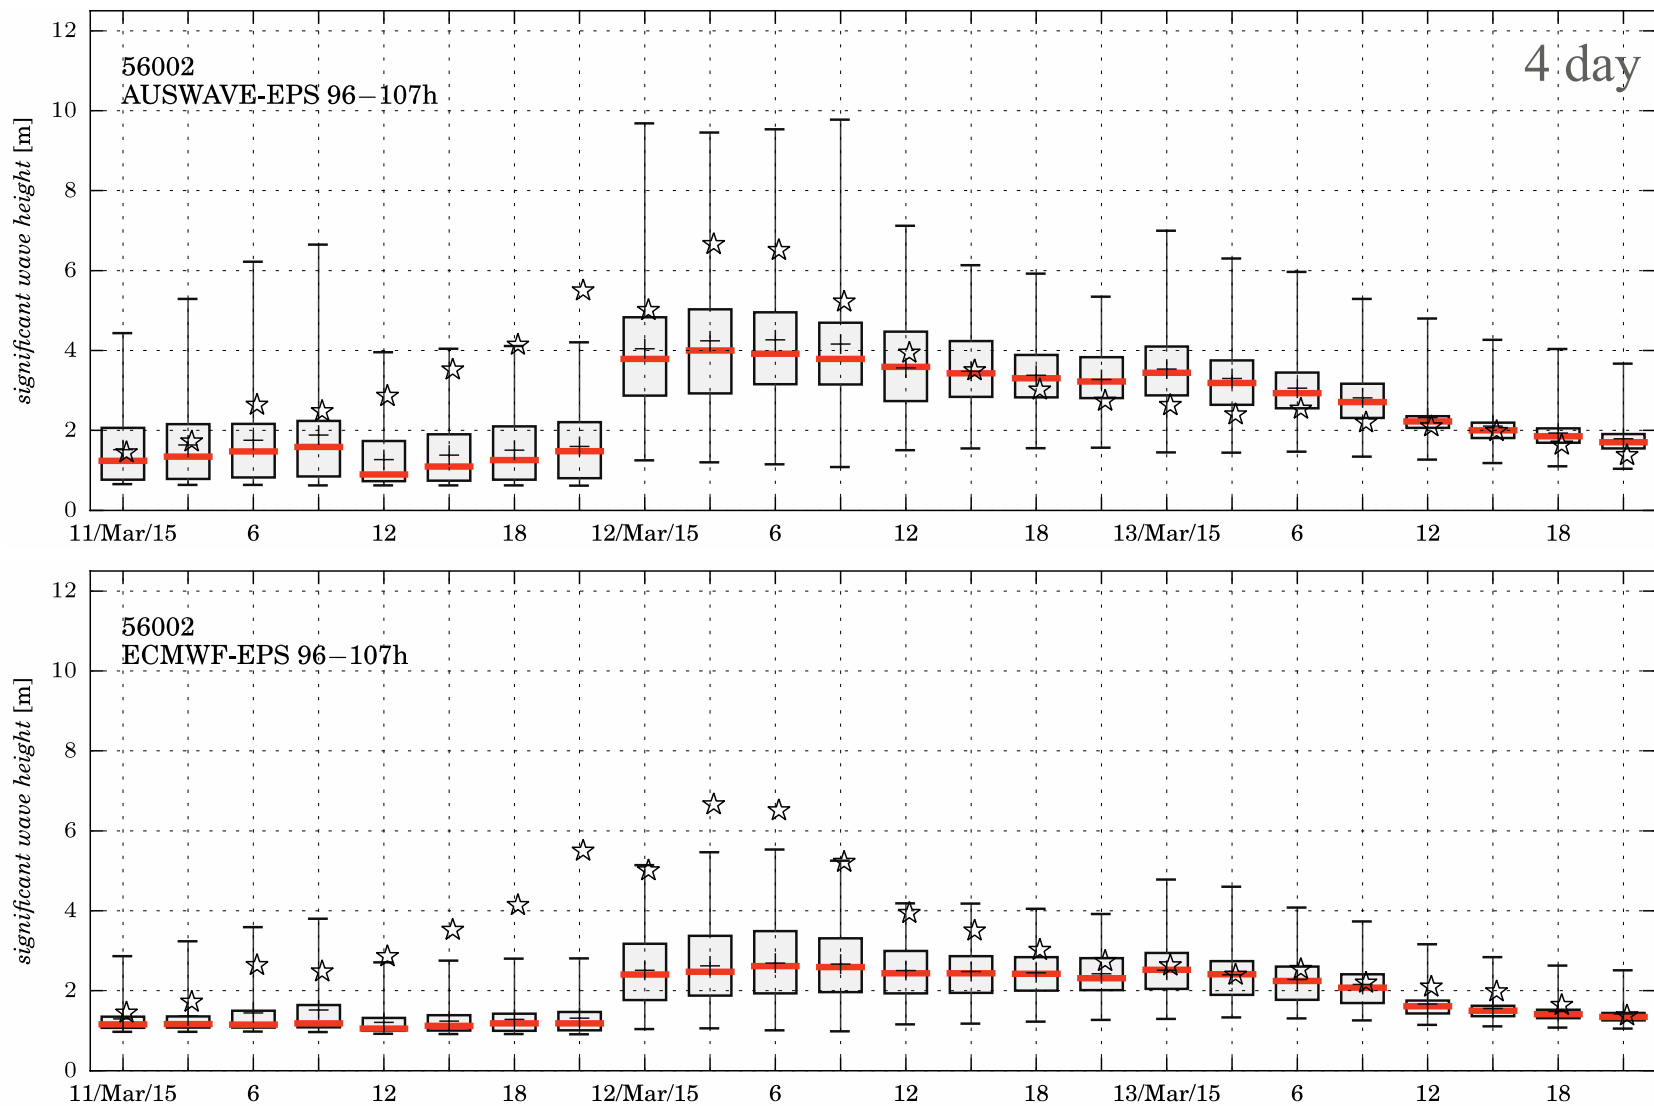 12
56002
4 day
AUSWAVE-EPS 96−107h
10
8
6
4
2
0
significant wave height [m]
11/Mar/15 6 12 18 12/Mar/15 6 12 18 13/Mar/15 6 12 18
12
56002
ECMWF-EPS 96−107h
10
8
6
4
2
0
significant wave height [m]
11/Mar/15 6 12 18 12/Mar/15 6 12 18 13/Mar/15 6 12 18